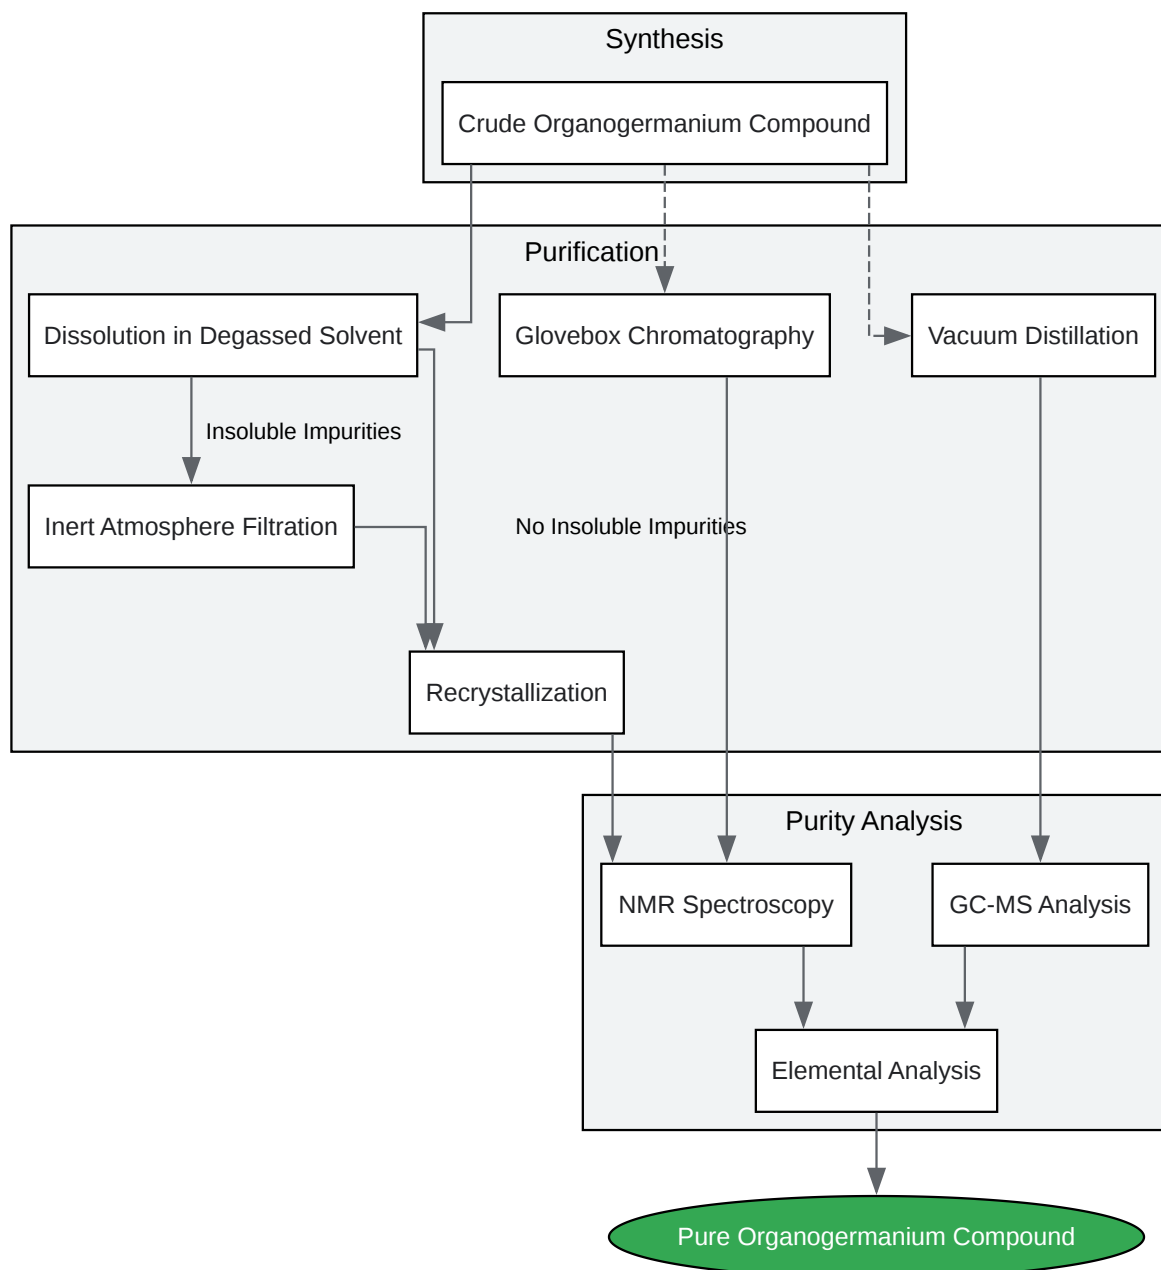 Synthesis
Crude Organogermanium Compound
Purification
Dissolution in Degassed Solvent
Glovebox Chromatography
Vacuum Distillation
Insoluble Impurities
Inert Atmosphere Filtration
No Insoluble Impurities
Recrystallization
Purity Analysis
NMR Spectroscopy
GC-MS Analysis
Elemental Analysis
Pure Organogermanium Compound